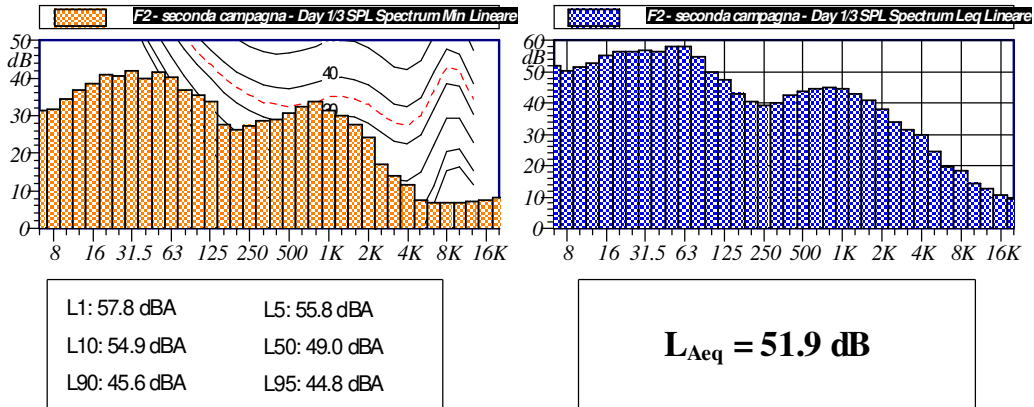 F2 - seconda campagna - Day 1/3 SPL Spectrum Min Lineare
50
dB
40
30
20
10
0
40
8 16 31.5 63 125 250 500 1K 2K 4K 8K 16K
F2 - seconda campagna - Day 1/3 SPL Spectrum Leq Lineare
60
dB
50
40
30
20
10
0
8 16 31.5 63 125 250 500 1K 2K 4K 8K 16K
L1: 57.8 dBA L5: 55.8 dBA
L10: 54.9 dBA L50: 49.0 dBA
L90: 45.6 dBA L95: 44.8 dBA
LAeq = 51.9 dB